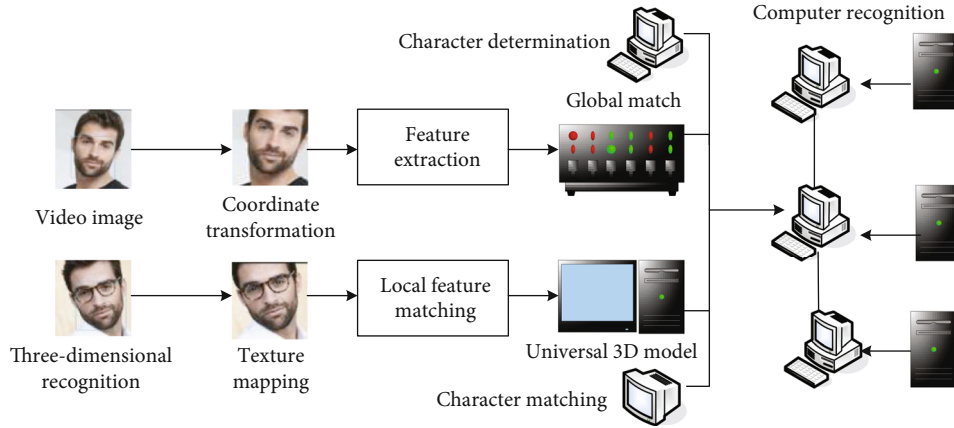 Computer recognition
Character determination
Global match
Feature
extraction
Video image
Coordinate
transformation
Local feature
matching
Three-dimensional
recognition
Texture
mapping
Universal 3D model
Character matching